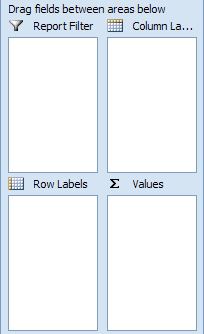 Drag fields between areas below
Report Filter
Column La...
Row Labels
Σ Values